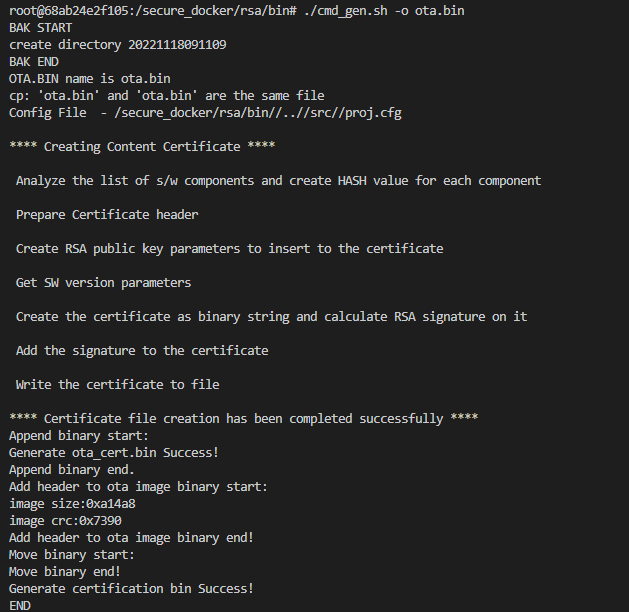 root@68ab24e2f105:/secure_docker/rsa/bin# ./cmd_gen.sh -o ota.bin
BAK START
create directory 20221118091109
BAK END
OTA.BIN name is ota.bin
cp: 'ota.bin' and 'ota.bin' are the same file
Config File  - /secure_docker/rsa/bin//..//src//proj.cfg
**** Creating Content Certificate ****
Analyze the list of s/w components and create HASH value for each component
Prepare Certificate header
Create RSA public key parameters to insert to the certificate
Get SW version parameters
Create the certificate as binary string and calculate RSA signature on it
Add the signature to the certificate
Write the certificate to file
**** Certificate file creation has been completed successfully ****
Append binary start:
Generate ota_cert.bin Success!
Append binary end.
Add header to ota image binary start:
image size:0xa14a8
image crc:0x7390
Add header to ota image binary end!
Move binary start:
Move binary end!
Generate certification bin Success!
END